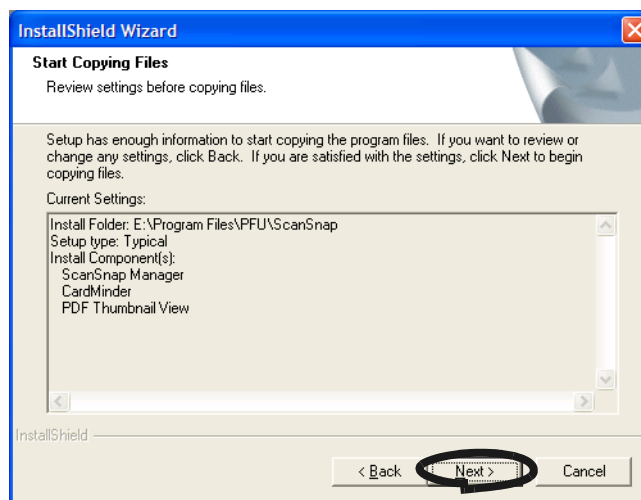 InstallShield Wizard
Start Copying Files
Review settings before copying files.
Setup has enough information to start copying the program files. If you want to review or
change any settings, click Back. If you are satisfied with the settings, click Next to begin
copying files.
Current Settings:
Install Folder: E:\Program Files\PFU\ScanSnap
Setup type: Typical
Install Component(s):
ScanSnap Manager
CardMinder
PDF Thumbnail View
InstallShield
< Back Next > Cancel